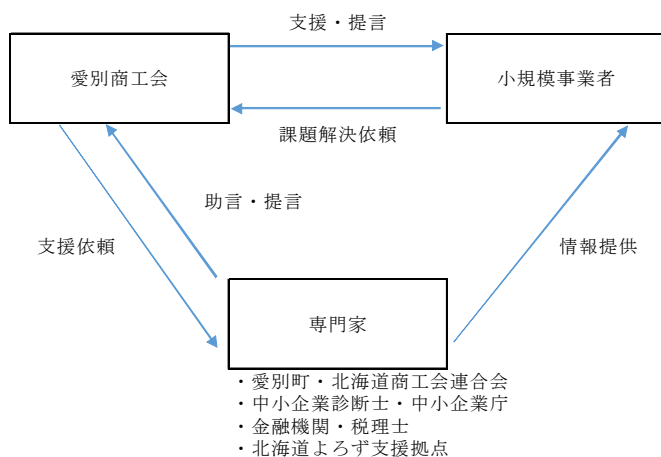 支援・提言
愛別商工会
小規模事業者
課題解決依頼
助言・提言
支援依頼
情報提供
専門家
・愛別町・北海道商工会連合会
・中小企業診断士・中小企業庁
・金融機関・税理士
・北海道よろず支援拠点